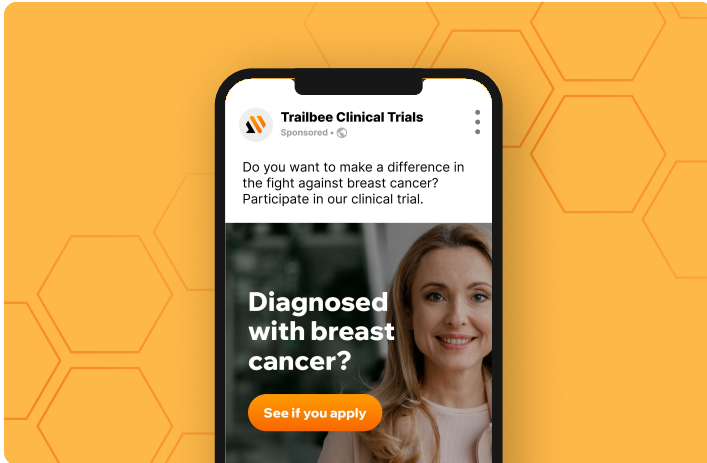 Trailbee Clinical Trials
Sponsored •
Do you want to make a difference in
the fight against breast cancer?
Participate in our clinical trial.
Diagnosed
with breast
cancer?
See if you apply